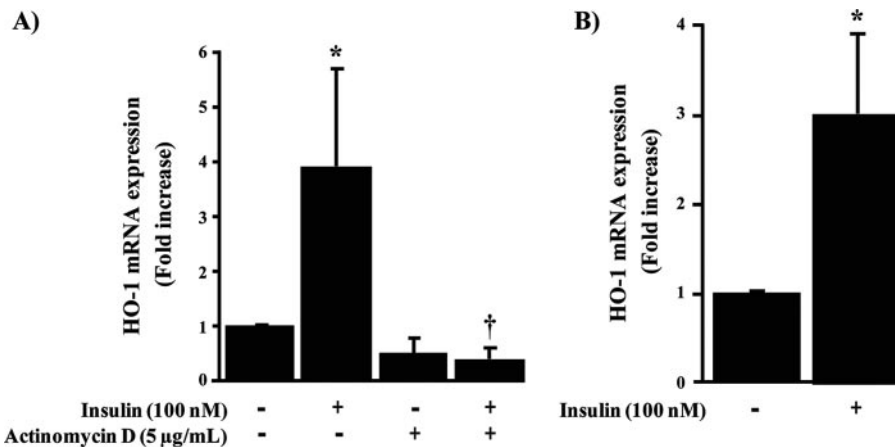 A)
HO-1 mRNA expression
(Fold increase)
6
5
4
3
2
1
0
*
†
Insulin (100 nM) - + - +
Actinomycin D (5 µg/mL) - - + +
B)
HO-1 mRNA expression
(Fold increase)
4
3
2
1
0
*
Insulin (100 nM) - +